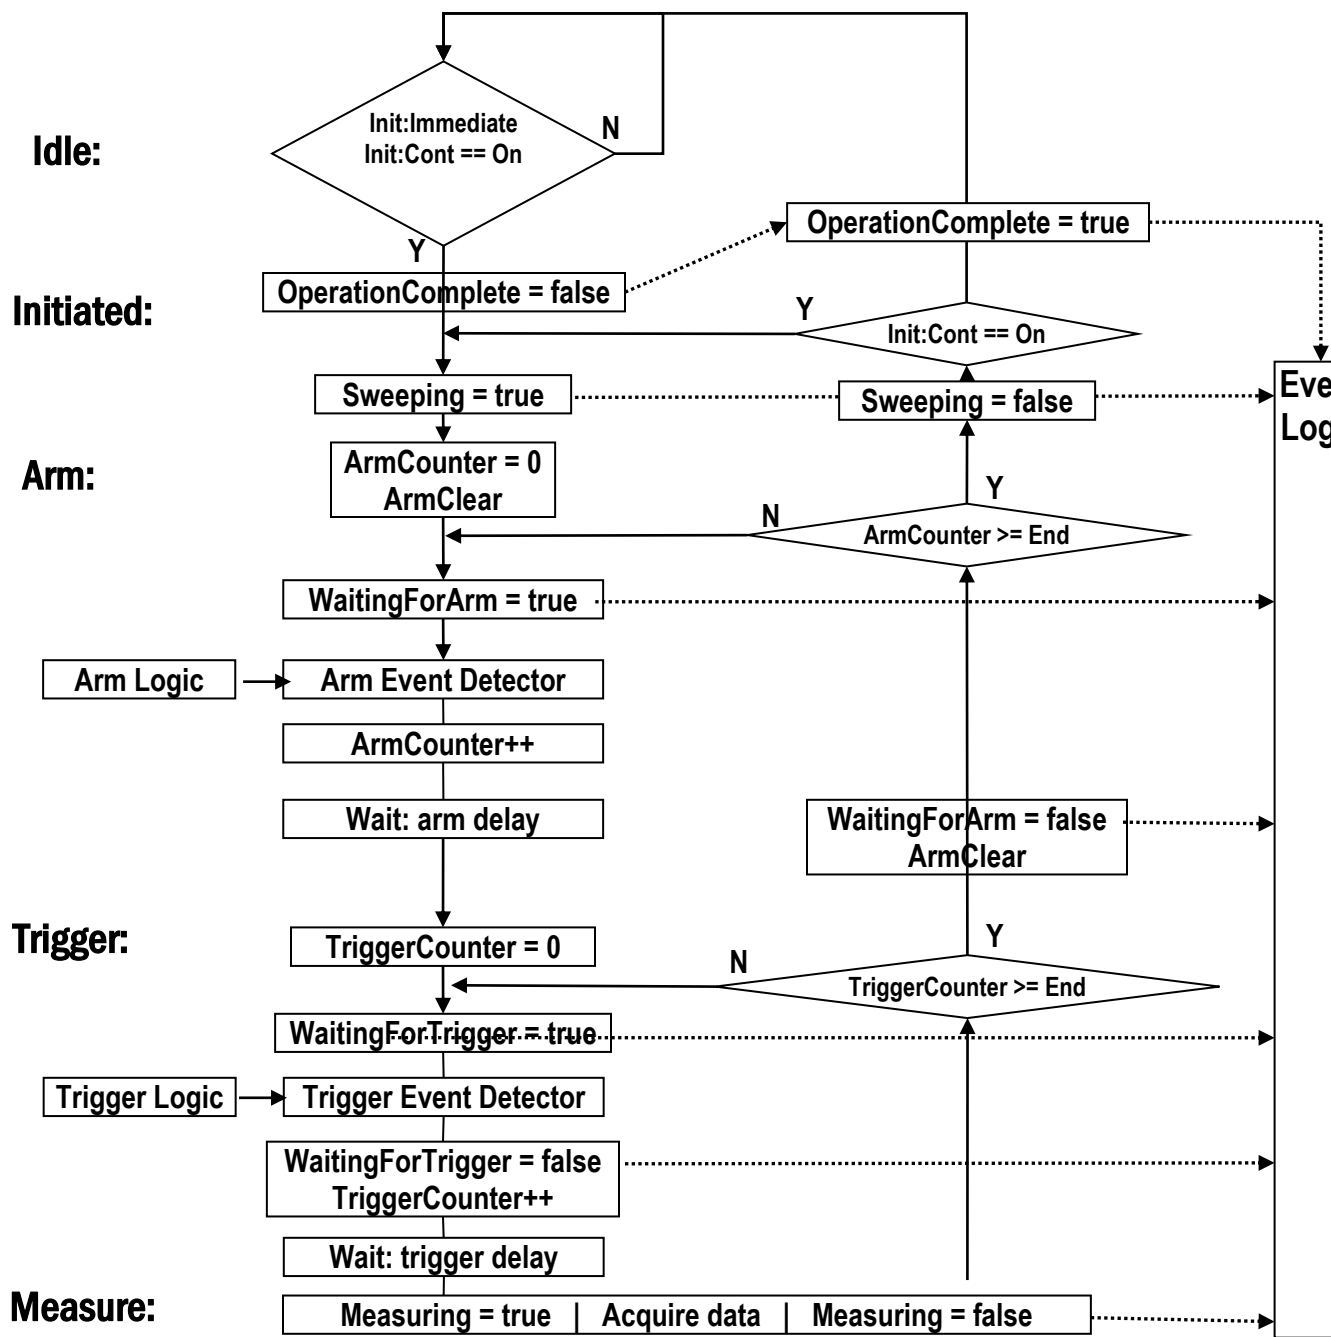 Idle:
Init:Immediate
Init:Cont == On
N
Y
OperationComplete = true
OperationComplete = false
Initiated:
Y
Init:Cont == On
Sweeping = true
Sweeping = false
Eve
Log
Arm:
ArmCounter = 0
ArmClear
Y
N
ArmCounter >= End
WaitingForArm = true
Arm Logic
Arm Event Detector
ArmCounter++
Wait: arm delay
WaitingForArm = false
ArmClear
Trigger:
TriggerCounter = 0
Y
N
TriggerCounter >= End
WaitingForTrigger = true
Trigger Logic
Trigger Event Detector
WaitingForTrigger = false
TriggerCounter++
Wait: trigger delay
Measure:
Measuring = true | Acquire data | Measuring = false